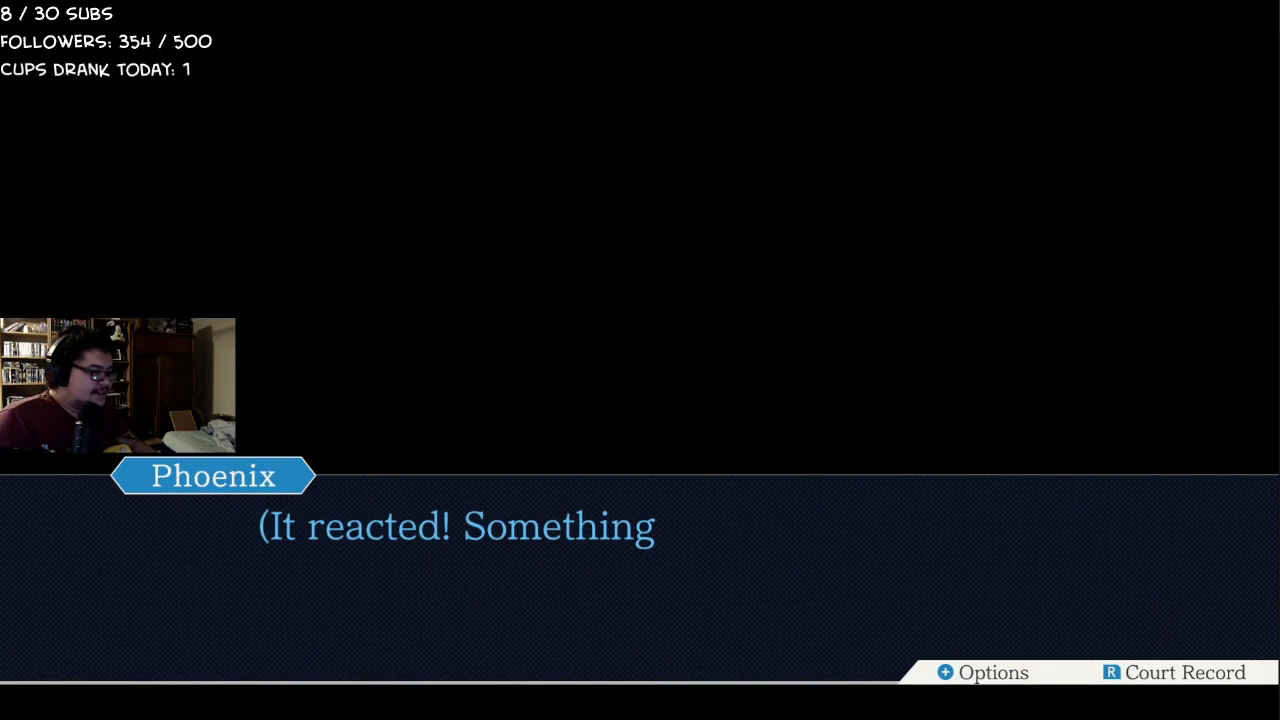 8 / 30 SUBS
FOLLOWERS: 354 / 500
CUPS DRANK TODAY: 1
Phoenix
(It reacted! Something
+ Options
R Court Record